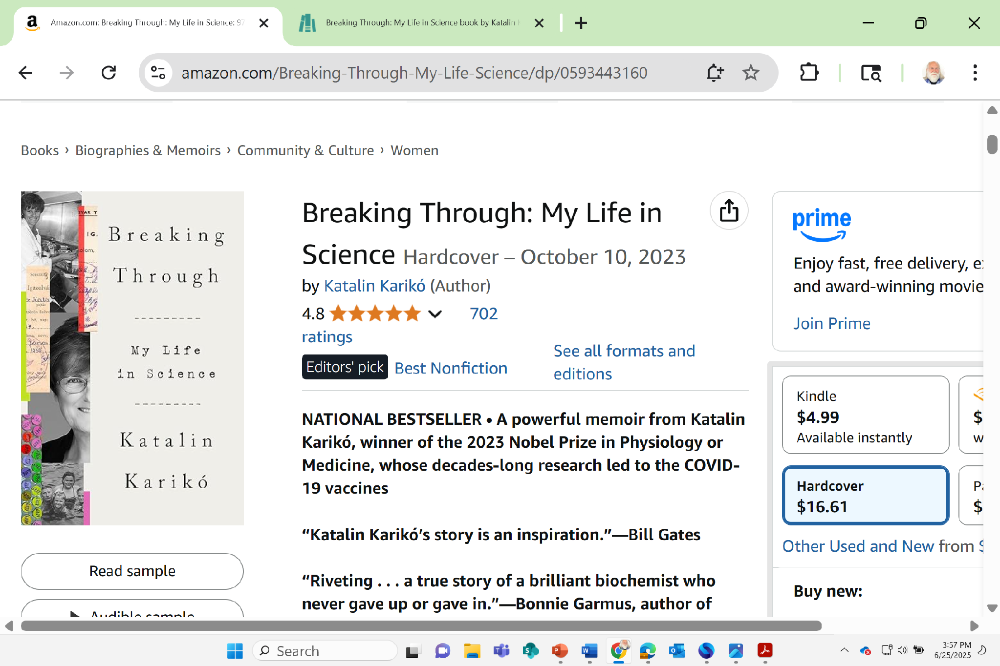 Amazon.com: Breaking Through: My Life in Science: 97
Breaking Through: My Life in Science book by Katalin
amazon.com/Breaking-Through-My-Life-Science/dp/0593443160
Books › Biographies & Memoirs › Community & Culture › Women
Breaking
Through
My Life
in Science
Katalin
Karikó
Read sample
Audible sample
Breaking Through: My Life in
Science Hardcover – October 10, 2023
by Katalin Karikó (Author)
4.8 702
ratings
Editors' pick Best Nonfiction
See all formats and
editions
NATIONAL BESTSELLER • A powerful memoir from Katalin
Karikó, winner of the 2023 Nobel Prize in Physiology or
Medicine, whose decades-long research led to the COVID-
19 vaccines
“Katalin Karikó’s story is an inspiration.”—Bill Gates
“Riveting . . . a true story of a brilliant biochemist who
never gave up or gave in.”—Bonnie Garmus, author of
prime
Enjoy fast, free delivery,
and award-winning movie
Join Prime
Kindle
$4.99
Available instantly
$
w
Hardcover
$16.61
$
Other Used and New from $
Buy new:
Search
3:57 PM
6/25/2025